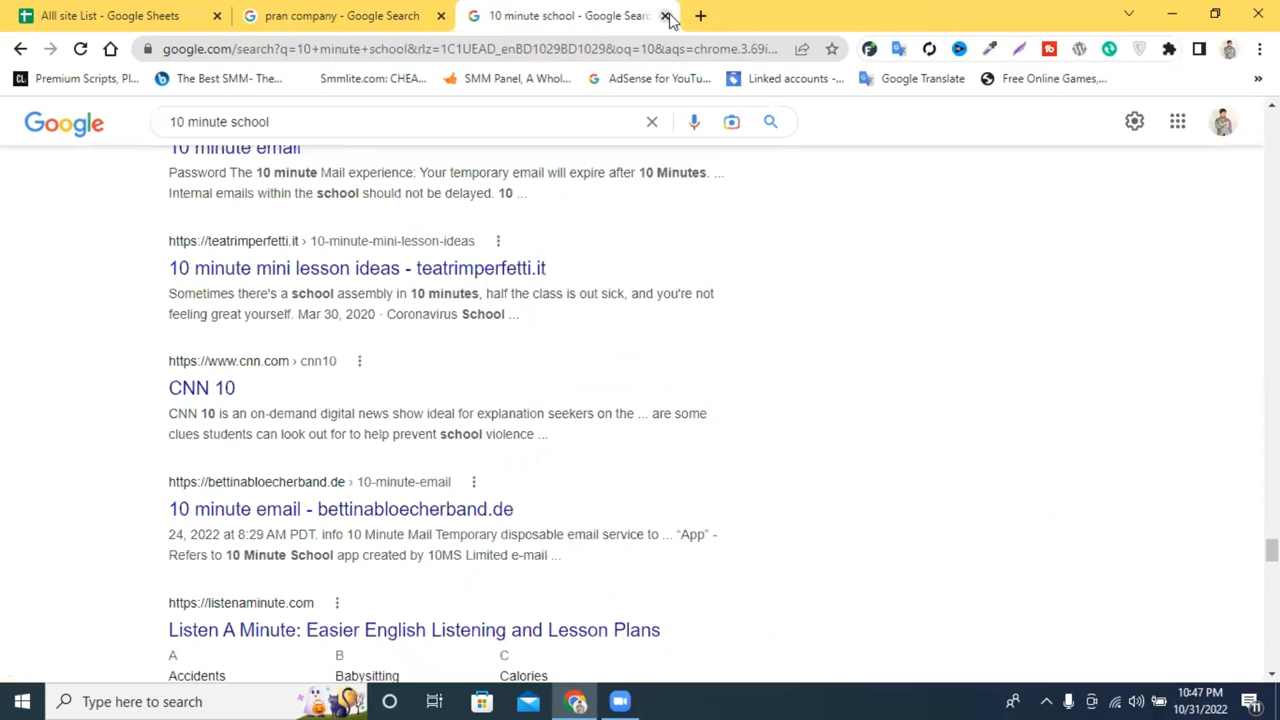 Alll site List - Google Sheets
pran company - Google Search
10 minute school - Google Searc
google.com/search?q=10+minute+school&rlz=1C1UEAD_enBD1029BD1029&oq=10&aqs=chrome.3.69i...
Premium Scripts, Pl...
The Best SMM- The...
Smmlite.com: CHEA...
SMM Panel, A Whol...
AdSense for YouTu...
Linked accounts -...
Google Translate
Free Online Games,...
»
Google
10 minute school
10 minute email
Password The 10 minute Mail experience: Your temporary email will expire after 10 Minutes. ...
Internal emails within the school should not be delayed. 10 ...
https://teatrimperfetti.it › 10-minute-mini-lesson-ideas
10 minute mini lesson ideas - teatrimperfetti.it
Sometimes there's a school assembly in 10 minutes, half the class is out sick, and you're not
feeling great yourself. Mar 30, 2020 · Coronavirus School ...
https://www.cnn.com › cnn10
CNN 10
CNN 10 is an on-demand digital news show ideal for explanation seekers on the ... are some
clues students can look out for to help prevent school violence ...
https://bettinabloecherband.de › 10-minute-email
10 minute email - bettinabloecherband.de
24, 2022 at 8:29 AM PDT. info 10 Minute Mail Temporary disposable email service to ... “App” -
Refers to 10 Minute School app created by 10MS Limited e-mail ...
https://listenaminute.com
Listen A Minute: Easier English Listening and Lesson Plans
A B C
Accidents Babysitting Calories
Type here to search
10:47 PM
10/31/2022
11